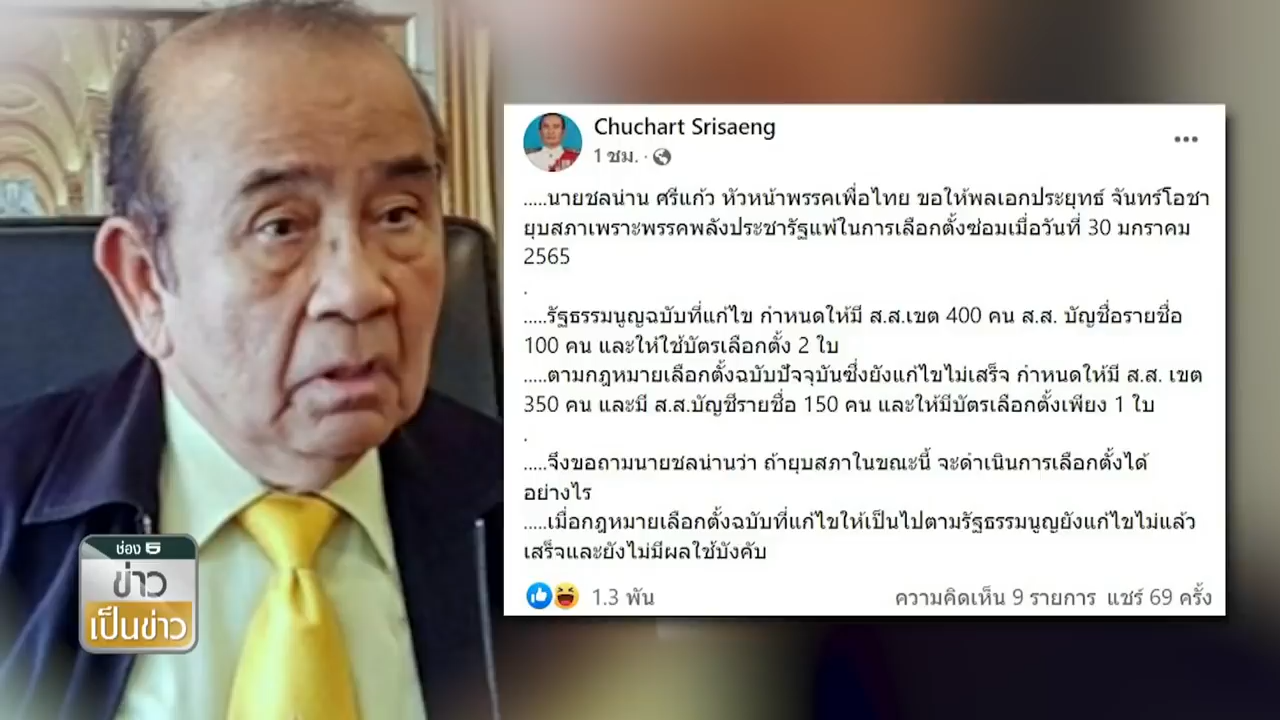 Chuchart Srisaeng
1 ชม. ·
.....นายชลน่าน ศรีแก้ว หัวหน้าพรรคเพื่อไทย ขอให้พลเอกประยุทธ์ จันทร์โอชา
ยุบสภาเพราะพรรคพลังประชารัฐแพ้ในการเลือกตั้งซ่อมเมื่อวันที่ 30 มกราคม
2565
.
.....รัฐธรรมนูญฉบับที่แก้ไข กำหนดให้มี ส.ส.เขต 400 คน ส.ส. บัญชื่อรายชื่อ
100 คน และให้ใช้บัตรเลือกตั้ง 2 ใบ
.....ตามกฎหมายเลือกตั้งฉบับปัจจุบันซึ่งยังแก้ไขไม่เสร็จ กำหนดให้มี ส.ส. เขต
350 คน และมี ส.ส.บัญชีรายชื่อ 150 คน และให้มีบัตรเลือกตั้งเพียง 1 ใบ
.
.....จึงขอถามนายชลน่านว่า ถ้ายุบสภาในขณะนี้ จะดำเนินการเลือกตั้งได้
อย่างไร
.....เมื่อกฎหมายเลือกตั้งฉบับที่แก้ไขให้เป็นไปตามรัฐธรรมนูญยังแก้ไขไม่แล้ว
เสร็จและยังไม่มีผลใช้บังคับ
1.3 พัน ความคิดเห็น 9 รายการ แชร์ 69 ครั้ง
ช่อง 5
ข่าว
เป็นข่าว